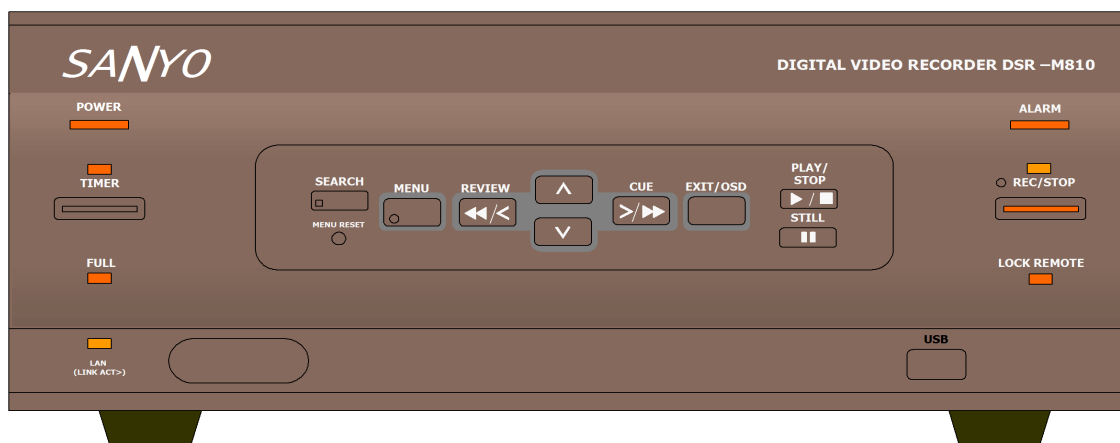 SANYO
DIGITAL VIDEO RECORDER DSR –M810
POWER
ALARM
TIMER
SEARCH
MENU
REVIEW
CUE
EXIT/OSD
PLAY/
STOP
REC/STOP
MENU RESET
STILL
FULL
LOCK REMOTE
USB
LAN
(LINK ACT>)